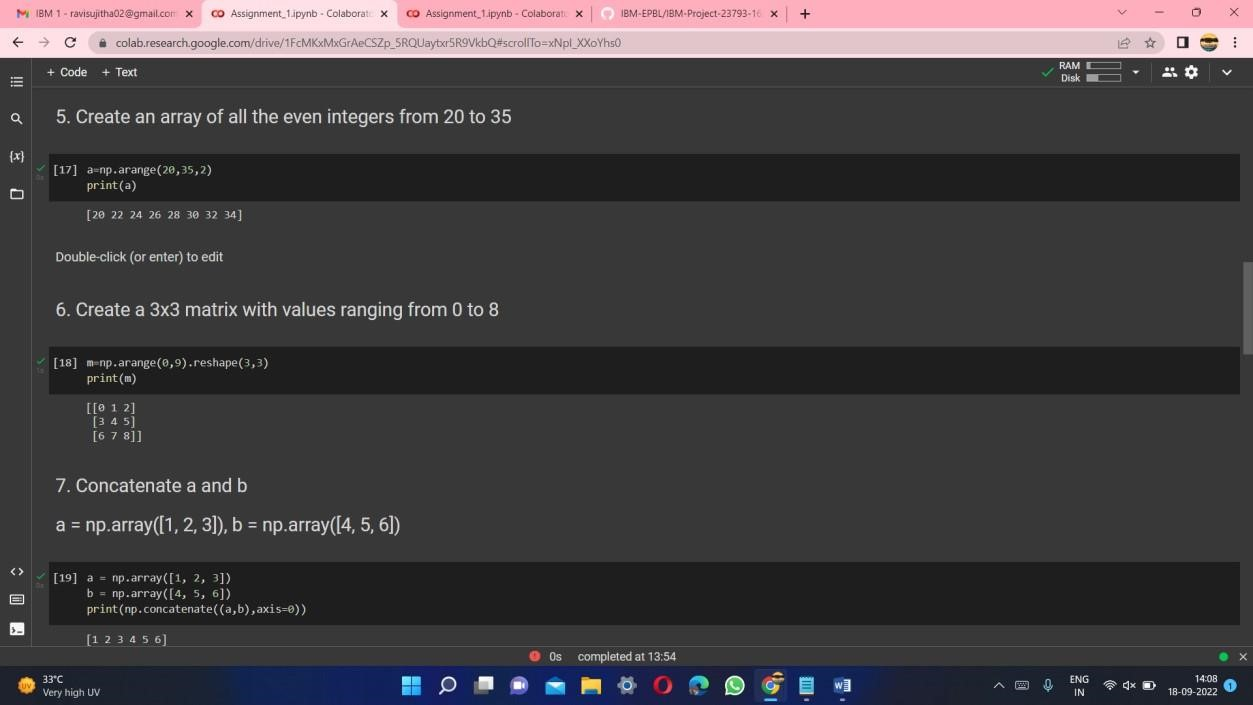 IBM 1 - ravisujitha02@gmail.com
Assignment_1.ipynb - Colaborato
Assignment_1.ipynb - Colaborato
IBM-EPBL/IBM-Project-23793-16
colab.research.google.com/drive/1FcMKxMxGrAeCSZp_5RQUaytxr5R9VkbQ#scrollTo=xNpI_XXoYhs0
+ Code + Text
RAM
Disk
5. Create an array of all the even integers from 20 to 35
{x}
[17] a=np.arange(20,35,2)
0s
print(a)
[20 22 24 26 28 30 32 34]
Double-click (or enter) to edit
6. Create a 3x3 matrix with values ranging from 0 to 8
[18] m=np.arange(0,9).reshape(3,3)
1s
print(m)
[[0 1 2]
[3 4 5]
[6 7 8]]
7. Concatenate a and b
a = np.array([1, 2, 3]), b = np.array([4, 5, 6])
[19] a = np.array([1, 2, 3])
0s
b = np.array([4, 5, 6])
print(np.concatenate((a,b),axis=0))
[1 2 3 4 5 6]
0s completed at 13:54
33°C
Very high UV
ENG
IN
14:08
18-09-2022
1